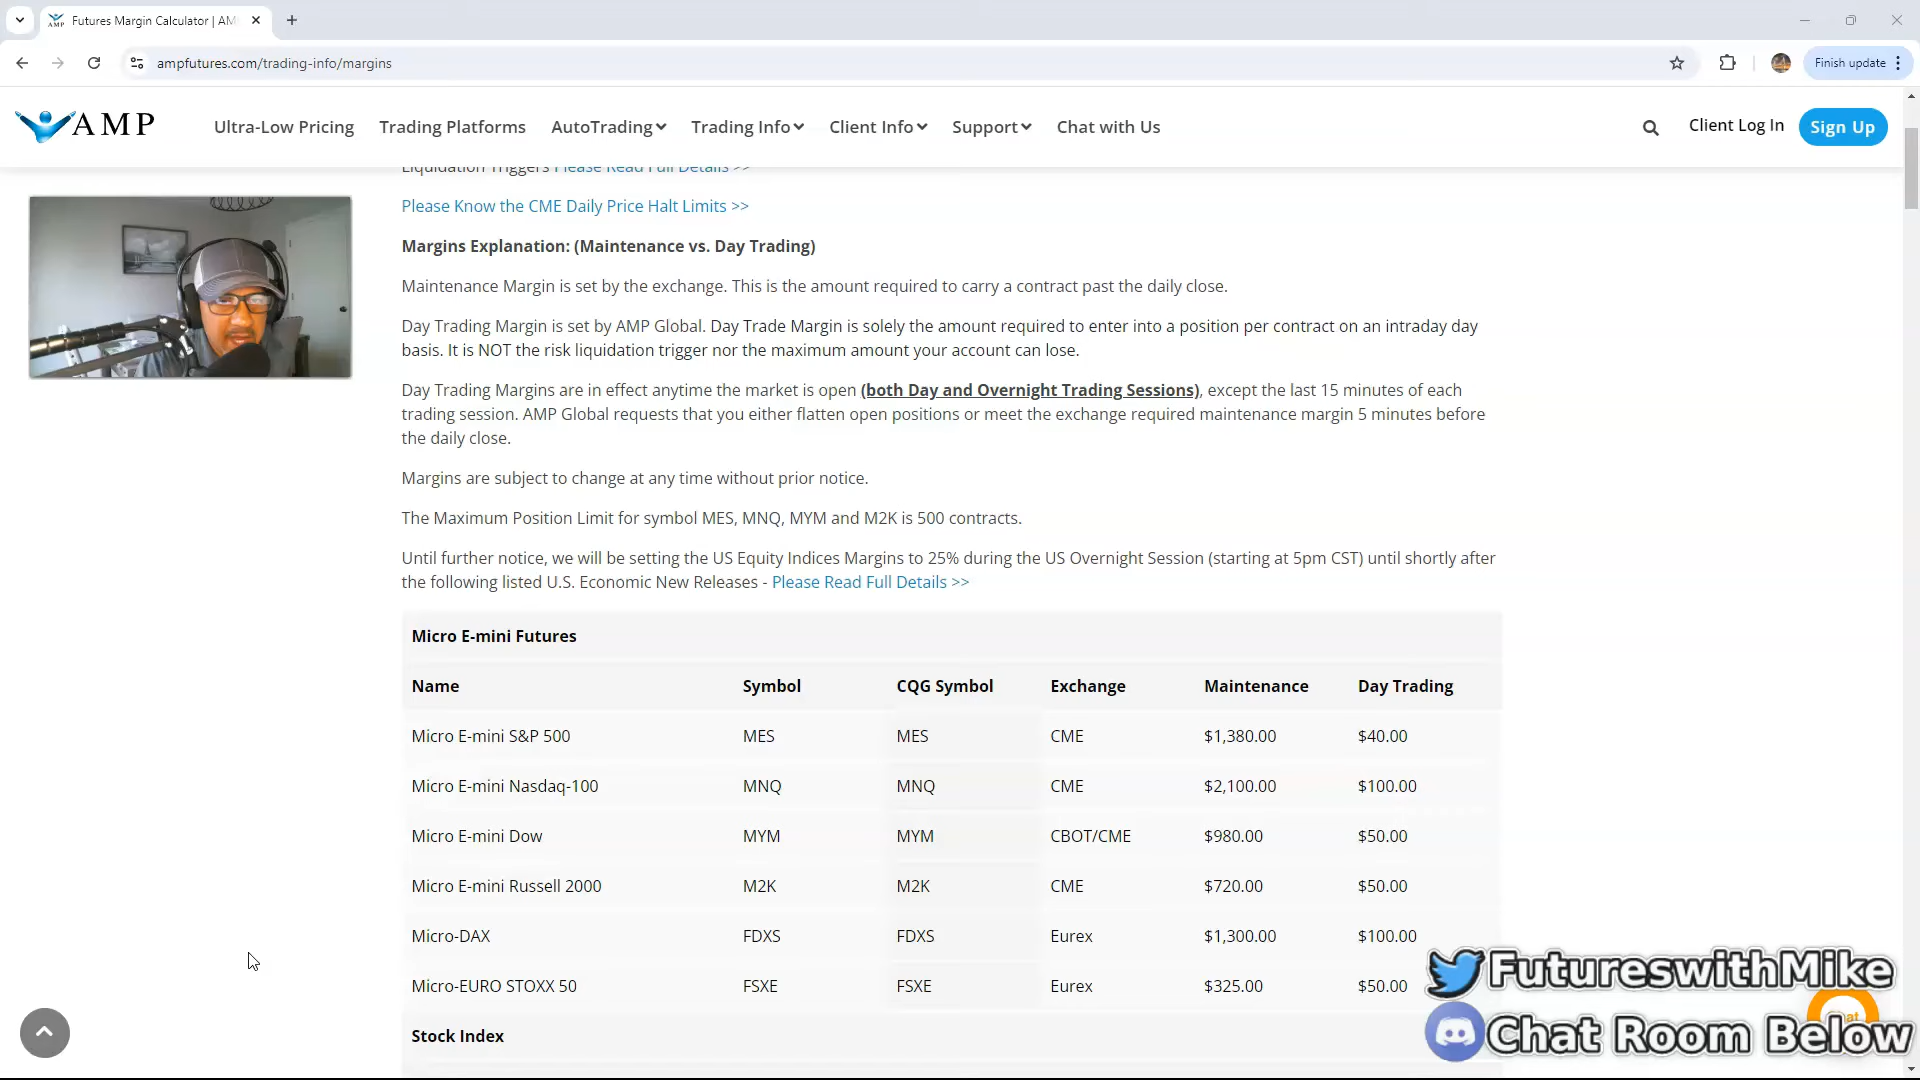 Futures Margin Calculator | AM
ampfutures.com/trading-info/margins
Finish update
AMP
Ultra-Low Pricing
Trading Platforms
AutoTrading
Trading Info
Client Info
Support
Chat with Us
Client Log In
Sign Up
Liquidation Triggers Please Read Full Details >>
Please Know the CME Daily Price Halt Limits >>
Margins Explanation: (Maintenance vs. Day Trading)
Maintenance Margin is set by the exchange. This is the amount required to carry a contract past the daily close.
Day Trading Margin is set by AMP Global. Day Trade Margin is solely the amount required to enter into a position per contract on an intraday day
basis. It is NOT the risk liquidation trigger nor the maximum amount your account can lose.
Day Trading Margins are in effect anytime the market is open (both Day and Overnight Trading Sessions), except the last 15 minutes of each
trading session. AMP Global requests that you either flatten open positions or meet the exchange required maintenance margin 5 minutes before
the daily close.
Margins are subject to change at any time without prior notice.
The Maximum Position Limit for symbol MES, MNQ, MYM and M2K is 500 contracts.
Until further notice, we will be setting the US Equity Indices Margins to 25% during the US Overnight Session (starting at 5pm CST) until shortly after
the following listed U.S. Economic New Releases - Please Read Full Details >>
Micro E-mini Futures
Name Symbol CQG Symbol Exchange Maintenance Day Trading
Micro E-mini S&P 500 MES MES CME $1,380.00 $40.00
Micro E-mini Nasdaq-100 MNQ MNQ CME $2,100.00 $100.00
Micro E-mini Dow MYM MYM CBOT/CME $980.00 $50.00
Micro E-mini Russell 2000 M2K M2K CME $720.00 $50.00
Micro-DAX FDXS FDXS Eurex $1,300.00 $100.00
Micro-EURO STOXX 50 FSXE FSXE Eurex $325.00 $50.00
Stock Index
FutureswithMike
Chat Room Below